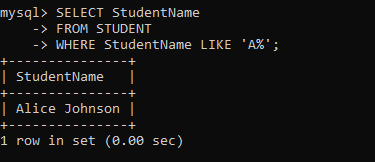 mysql> SELECT StudentName
    -> FROM STUDENT
    -> WHERE StudentName LIKE 'A%';
+---------------+
| StudentName   |
+---------------+
| Alice Johnson |
+---------------+
1 row in set (0.00 sec)